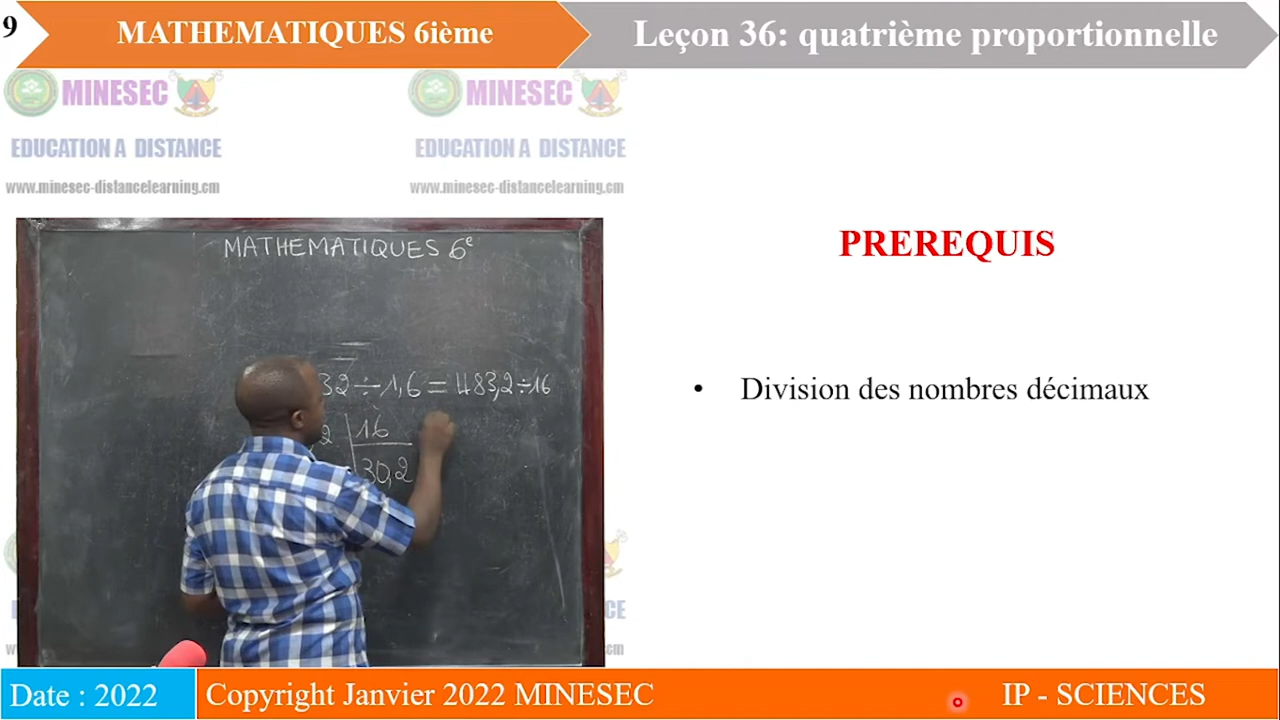 9
MATHEMATIQUES 6ième
Leçon 36: quatrième proportionnelle
MINESEC
EDUCATION A DISTANCE
www.minesec-distancelearning.cm
MINESEC
EDUCATION A DISTANCE
www.minesec-distancelearning.cm
MATHEMATIQUES 6e
32 ÷ 1,6 = 483,2 ÷ 16
2 16
30,2
PREREQUIS
• Division des nombres décimaux
Date : 2022
Copyright Janvier 2022 MINESEC
IP - SCIENCES